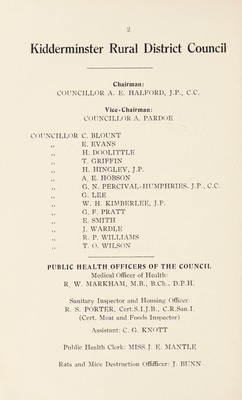 2
Kidderminster Rural District Council
Chairman:
COUNCILLOR A. E. HALFORD, J.P., C.C.
Vice-Chairman:
COUNCILLOR A. PARDOE
COUNCILLOR C. BLOUNT
„ E. EVANS
„ H. DOOLITTLE
„ T. GRIFFIN
„ H. HINGLEY, J.P.
„ A. E. HOBSON
„ G. N. PERCIVAL-HUMPHRIES. J.P., C.C.
„ G. LEE
„ W. H. KIMBERLEE, J.P.
„ G. F. PRATT
„ E. SMITH
„ J. WARDLE
„ R. P. WILLIAMS
„ T. O. WILSON
PUBLIC HEALTH OFFICERS OF THE COUNCIL
Medical Officer of Health:
R. W. MARKHAM, M.B., B.Ch., D.P.H.
Sanitary Inspector and Housing Officer:
R. S. PORTER, Cert.S.I.J.B., C.R.San.I.
(Cert. Meat and Foods Inspector)
Assistant: C. G. KNOTT
Public Health Clerk: MISS J. E. MANTLE
Rats and Mice Destruction Offifficer: J. BUNN